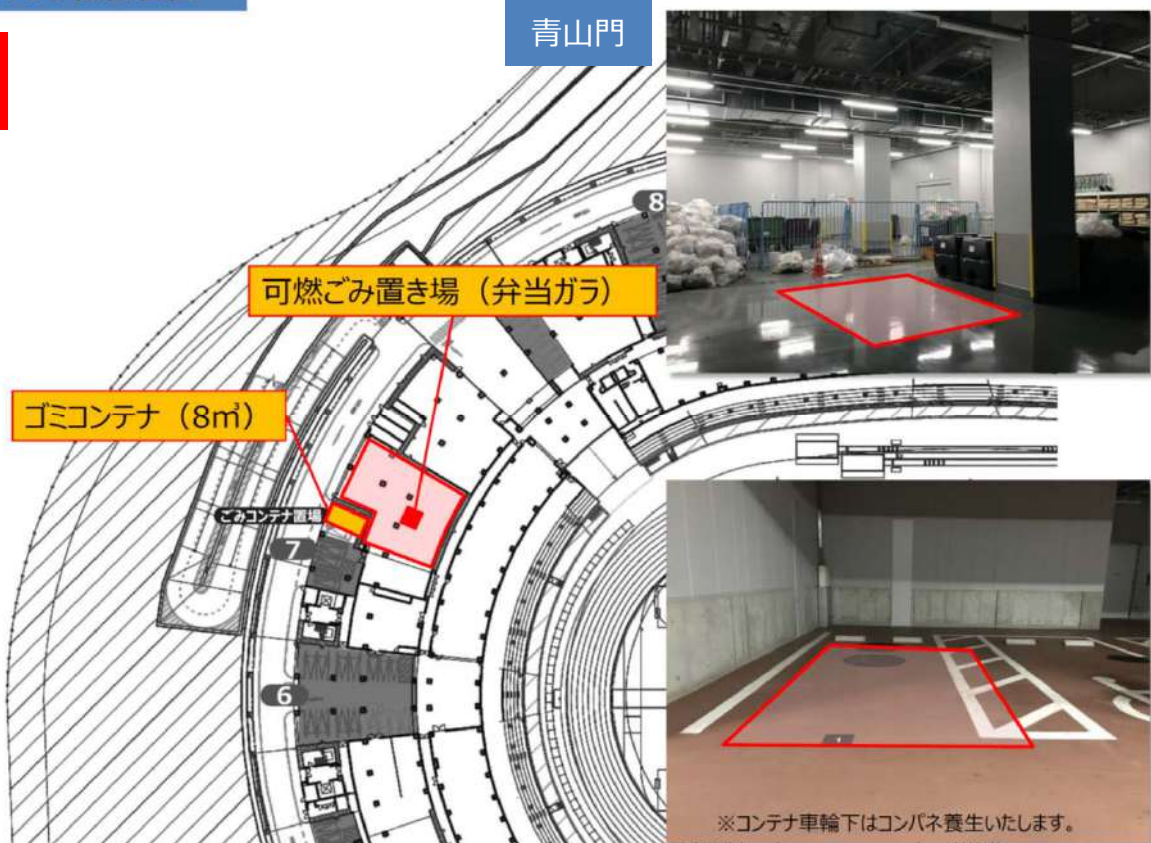 青山門
8
可燃ごみ置き場（弁当ガラ）
ゴミコンテナ（8㎥）
ごみコンテナ置場
7
6
※コンテナ車輪下はコンパネ養生いたします。